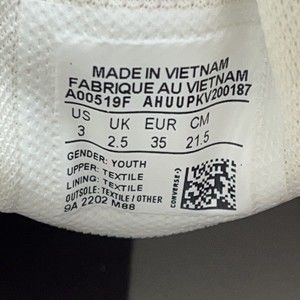 MADE IN VIETNAM
FABRIQUE AU VIETNAM
A00519F AHUUPKV200187
US UK EUR CM
3 2.5 35 21.5
GENDER: YOUTH
UPPER: TEXTILE
LINING: TEXTILE
OUTSOLE: TEXTILE / OTHER
9A 2202 M88
CONVERSE